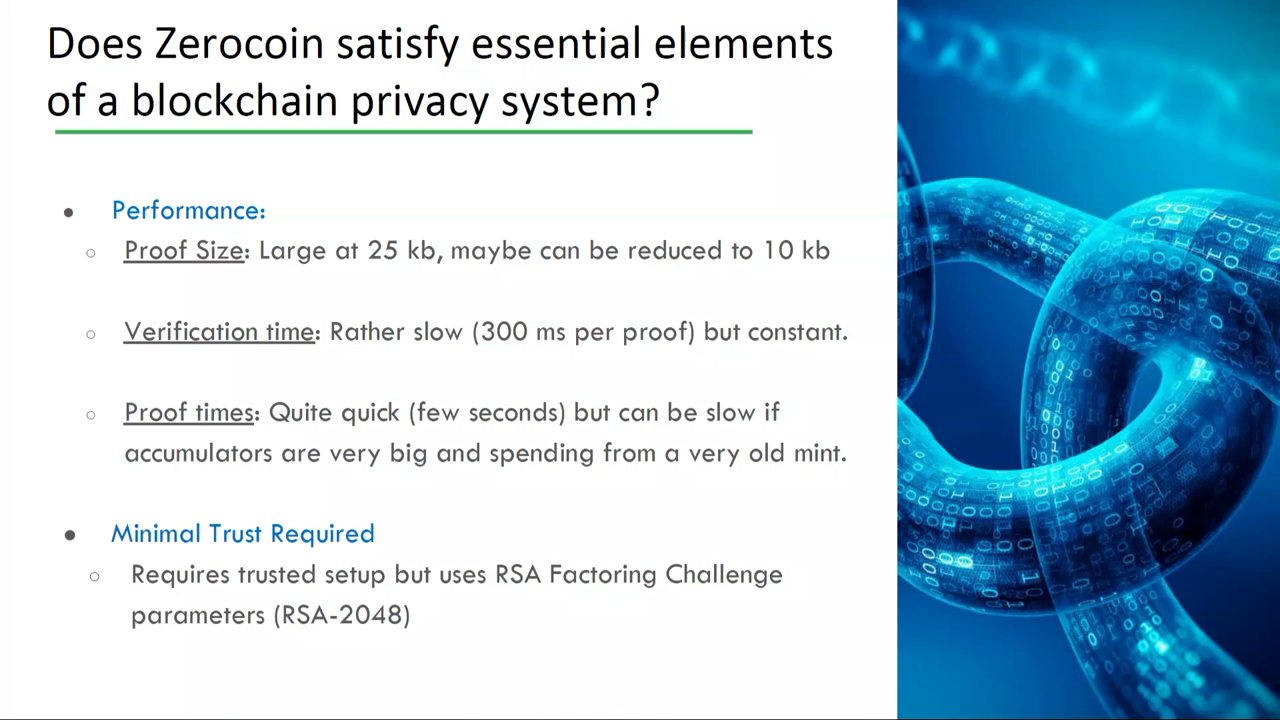 Does Zerocoin satisfy essential elements
of a blockchain privacy system?
● Performance:
○ Proof Size: Large at 25 kb, maybe can be reduced to 10 kb
○ Verification time: Rather slow (300 ms per proof) but constant.
○ Proof times: Quite quick (few seconds) but can be slow if
accumulators are very big and spending from a very old mint.
● Minimal Trust Required
○ Requires trusted setup but uses RSA Factoring Challenge
parameters (RSA-2048)